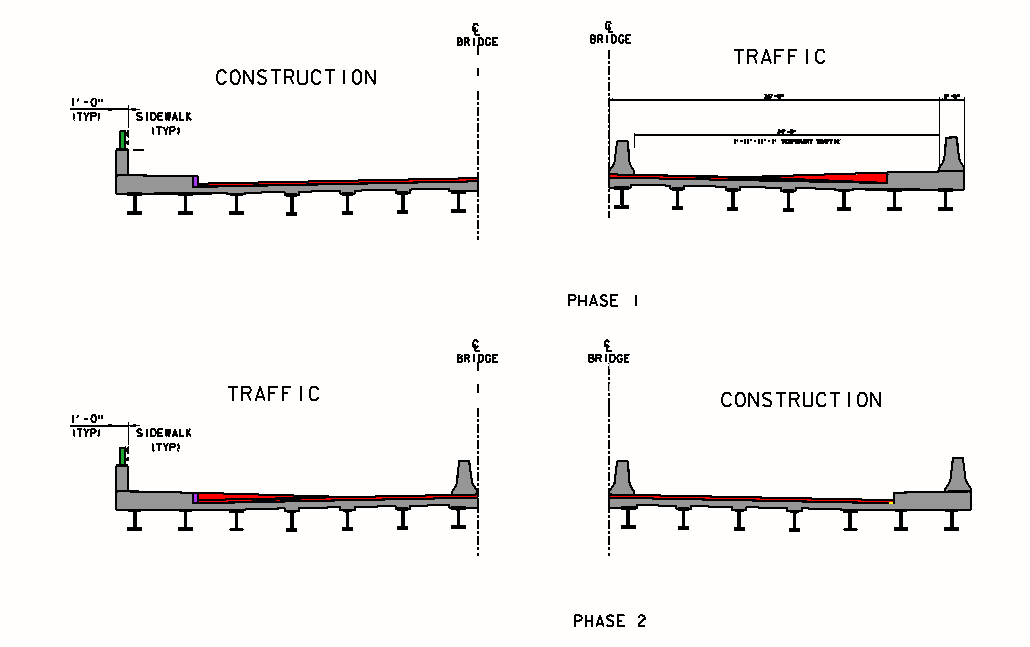 ℄
BRIDGE
CONSTRUCTION
1'-0"
(TYP)
SIDEWALK
(TYP)
℄
BRIDGE
TRAFFIC
PHASE 1
℄
BRIDGE
TRAFFIC
1'-0"
(TYP)
SIDEWALK
(TYP)
℄
BRIDGE
CONSTRUCTION
PHASE 2